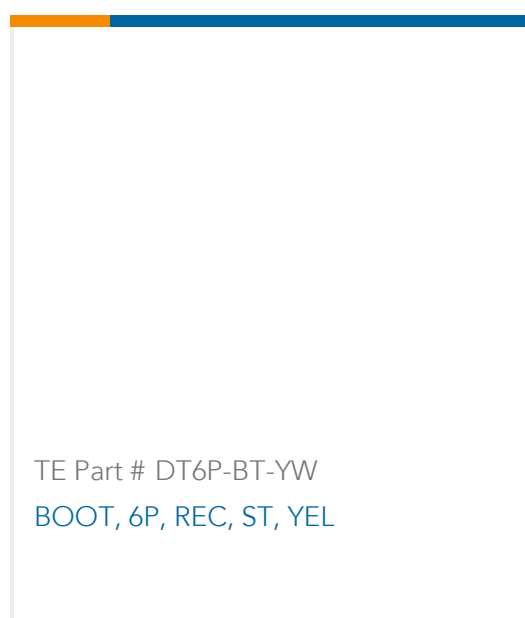 TE Part # DT6P-BT-YW
BOOT, 6P, REC, ST, YEL